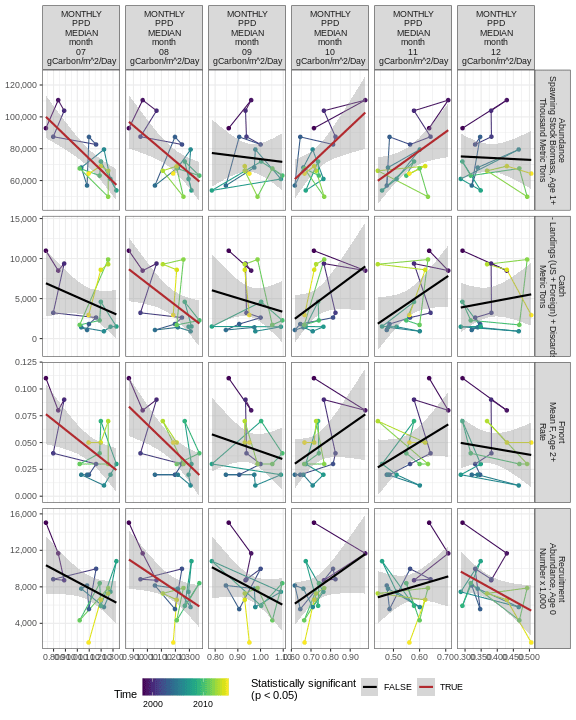 MONTHLY
PPD
MEDIAN
month
07
gCarbon/m^2/Day
MONTHLY
PPD
MEDIAN
month
08
gCarbon/m^2/Day
MONTHLY
PPD
MEDIAN
month
09
gCarbon/m^2/Day
MONTHLY
PPD
MEDIAN
month
10
gCarbon/m^2/Day
MONTHLY
PPD
MEDIAN
month
11
gCarbon/m^2/Day
MONTHLY
PPD
MEDIAN
month
12
gCarbon/m^2/Day
120,000
100,000
80,000
60,000
Abundance
Spawning Stock Biomass, Age 1+
Thousand Metric Tons
15,000
10,000
5,000
0
Catch
- Landings (US + Foreign) + Discards
Metric Tons
0.125
0.100
0.075
0.050
0.025
0.000
Fmort
Mean F, Age 2+
Rate
16,000
12,000
8,000
4,000
Recruitment
Abundance, Age 0
Number x 1,000
0.80 0.90
0.80 0.90 1.00
0.70 0.80 0.90
0.50 0.60 0.70
0.500
Time
2000 2010
Statistically significant
(p < 0.05)
FALSE
TRUE